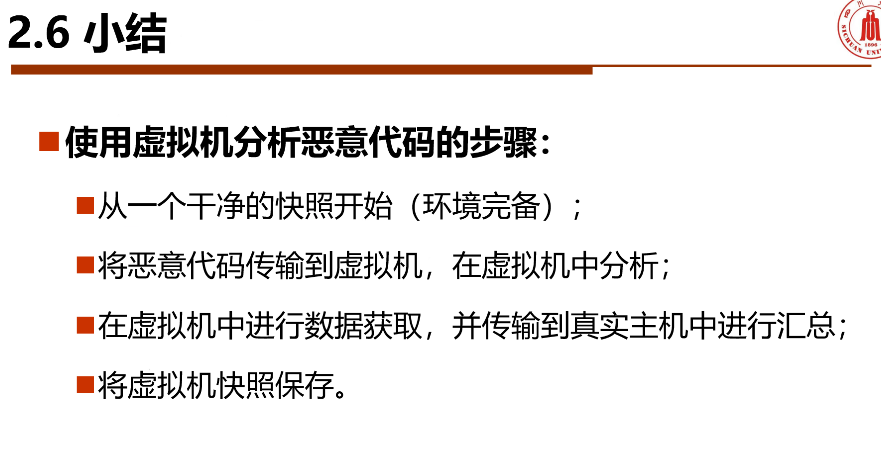 2.6 小结
使用虚拟机分析恶意代码的步骤：
从一个干净的快照开始（环境完备）；
将恶意代码传输到虚拟机，在虚拟机中分析；
在虚拟机中进行数据获取，并传输到真实主机中进行汇总；
将虚拟机快照保存。
SICHUAN
1896